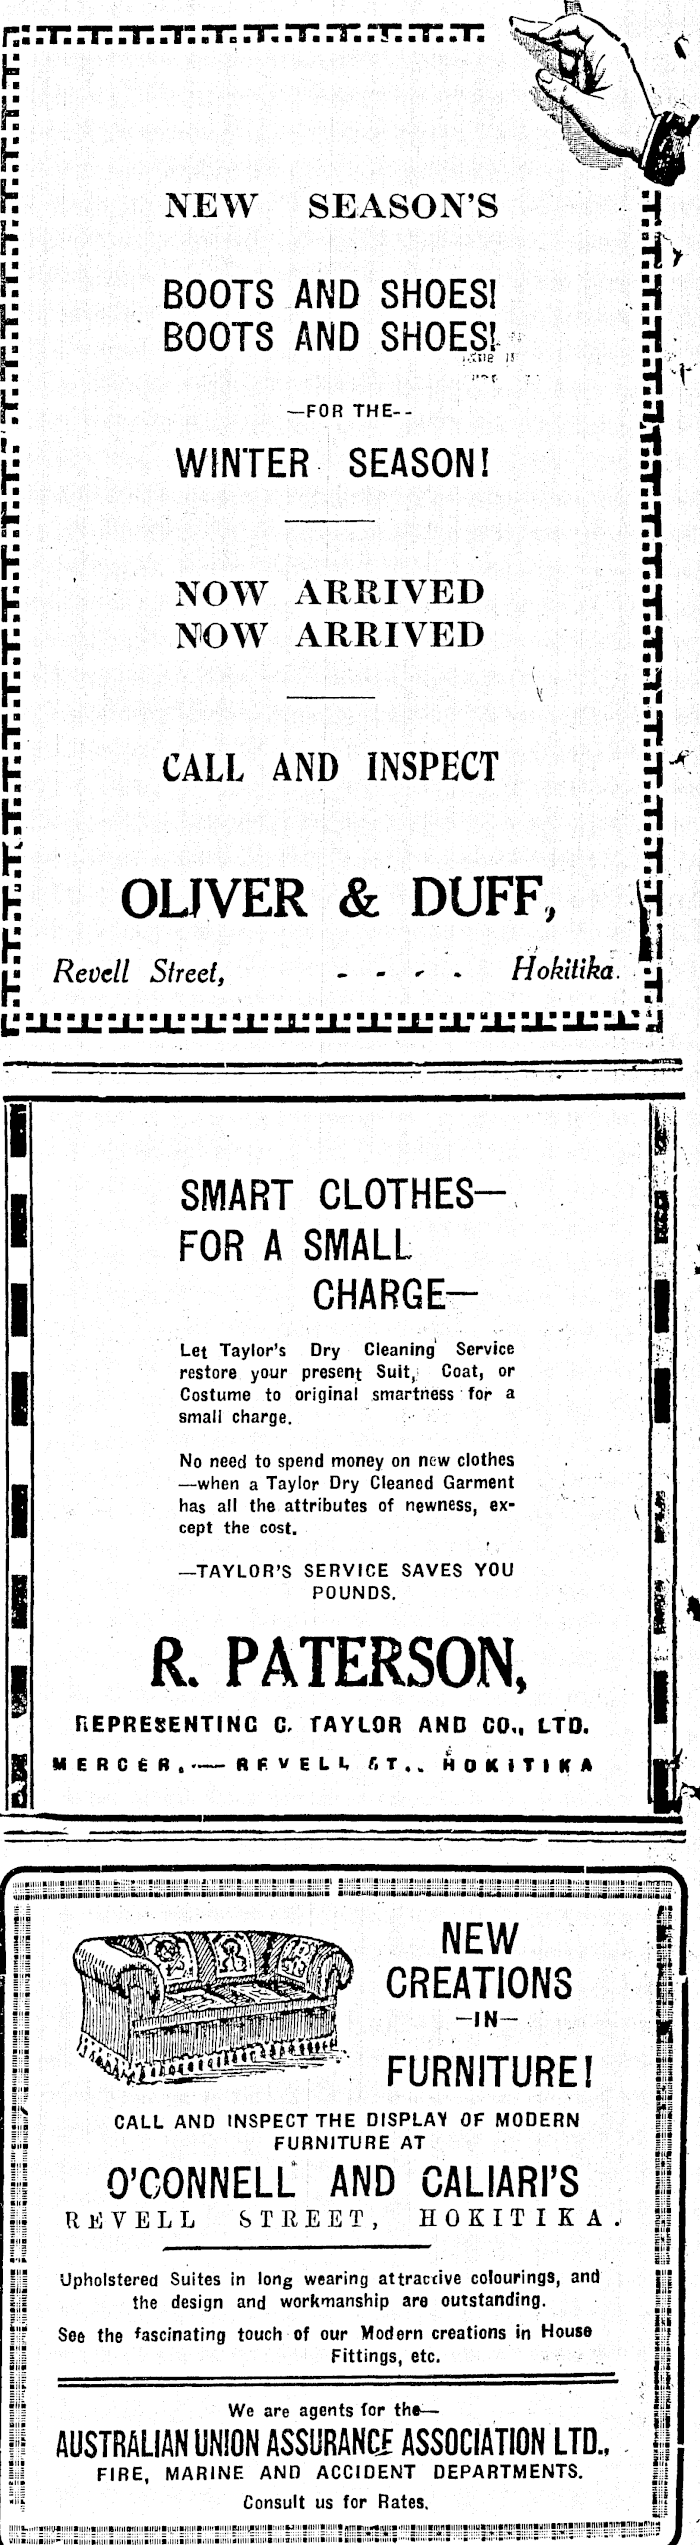 NEW SEASON'S
BOOTS AND SHOES!
BOOTS AND SHOES!
—FOR THE--
WINTER SEASON!
NOW ARRIVED
NOW ARRIVED
CALL AND INSPECT
OLIVER & DUFF,
Revell Street, - - - - Hokitika.
SMART CLOTHES—
FOR A SMALL
CHARGE—
Let Taylor's Dry Cleaning Service
restore your present Suit, Coat, or
Costume to original smartness for a
small charge.
No need to spend money on new clothes
—when a Taylor Dry Cleaned Garment
has all the attributes of newness, ex-
cept the cost.
—TAYLOR'S SERVICE SAVES YOU
POUNDS.
R. PATERSON,
REPRESENTING C. TAYLOR AND CO., LTD.
MERCER,—REVELL ST., HOKITIKA
NEW
CREATIONS
—IN—
FURNITURE!
CALL AND INSPECT THE DISPLAY OF MODERN
FURNITURE AT
O'CONNELL AND CALIARI'S
REVELL STREET, HOKITIKA.
Upholstered Suites in long wearing attractive colourings, and
the design and workmanship are outstanding.
See the fascinating touch of our Modern creations in House
Fittings, etc.
We are agents for the—
AUSTRALIAN UNION ASSURANCE ASSOCIATION LTD.,
FIRE, MARINE AND ACCIDENT DEPARTMENTS.
Consult us for Rates.